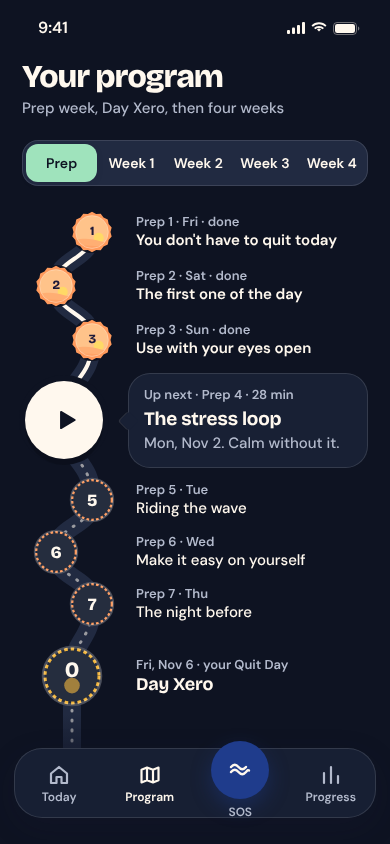 9:41
Your program
Prep week, Day Xero, then four weeks
Prep
Week 1
Week 2
Week 3
Week 4
1
Prep 1 · Fri · done
You don't have to quit today
2
Prep 2 · Sat · done
The first one of the day
3
Prep 3 · Sun · done
Use with your eyes open
Up next · Prep 4 · 28 min
The stress loop
Mon, Nov 2. Calm without it.
5
Prep 5 · Tue
Riding the wave
6
Prep 6 · Wed
Make it easy on yourself
7
Prep 7 · Thu
The night before
0
Fri, Nov 6 · your Quit Day
Day Xero
Today
Program
SOS
Progress